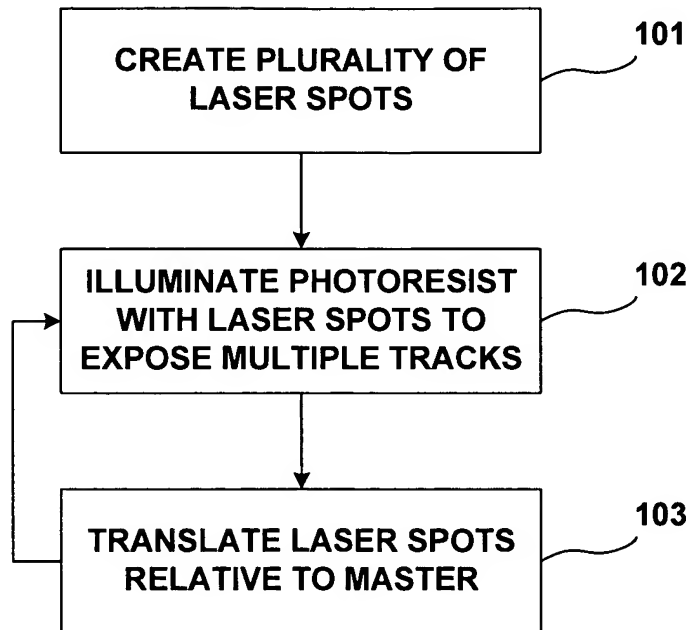 CREATE PLURALITY OF
LASER SPOTS
101
ILLUMINATE PHOTORESIST
WITH LASER SPOTS TO
EXPOSE MULTIPLE TRACKS
102
TRANSLATE LASER SPOTS
RELATIVE TO MASTER
103